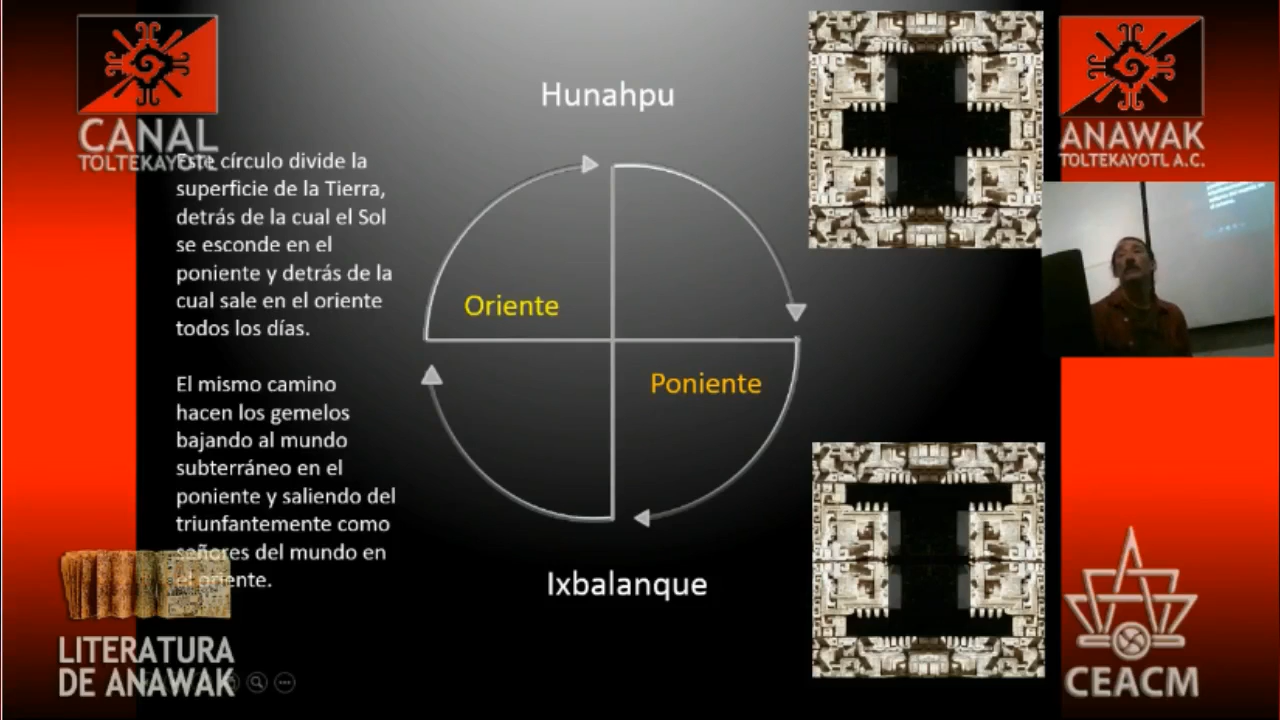 CANAL
TOLTEKAYOTL
Este círculo divide la
superficie de la Tierra,
detrás de la cual el Sol
se esconde en el
poniente y detrás de la
cual sale en el oriente
todos los días.
El mismo camino
hacen los gemelos
bajando al mundo
subterráneo en el
poniente y saliendo del
triunfantemente como
señores del mundo en
el oriente.
LITERATURA
DE ANAWAK
Hunahpu
Oriente
Poniente
Ixbalanque
ANAWAK
TOLTEKAYOTL A.C.
CEACM